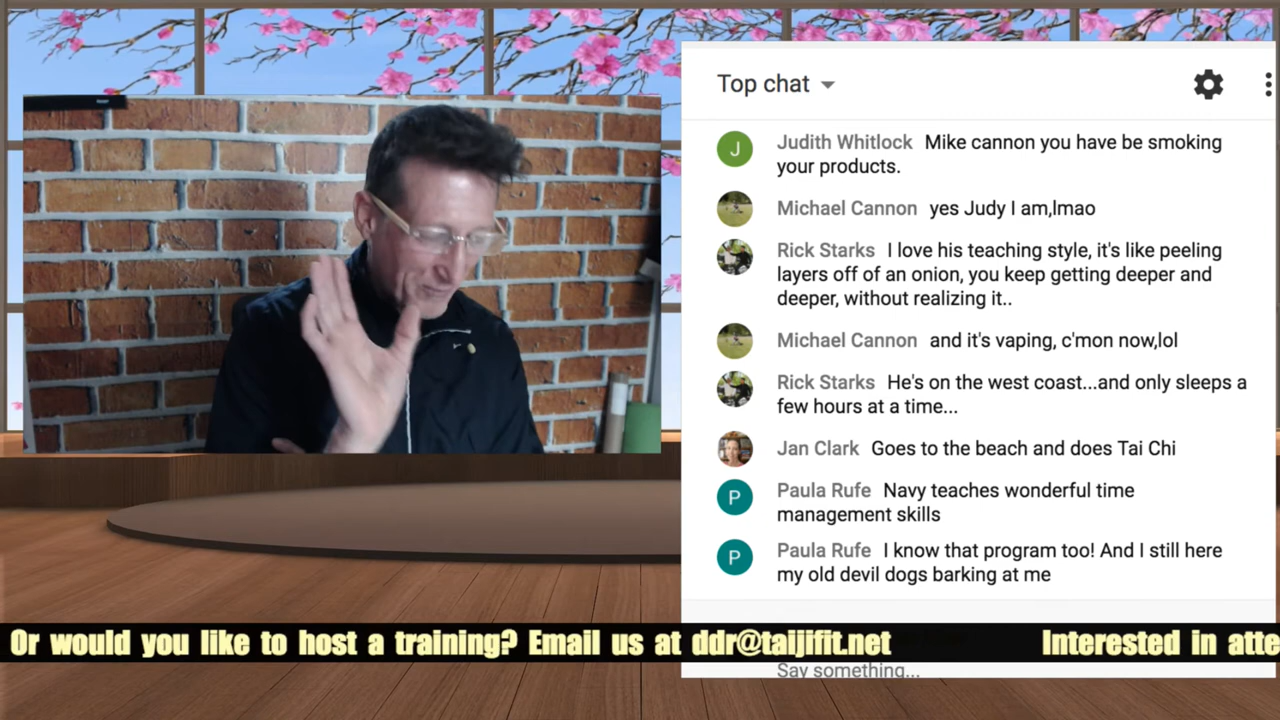 Top chat
Judith Whitlock Mike cannon you have be smoking
your products.
Michael Cannon yes Judy I am,lmao
Rick Starks I love his teaching style, it's like peeling
layers off of an onion, you keep getting deeper and
deeper, without realizing it..
Michael Cannon and it's vaping, c'mon now,lol
Rick Starks He's on the west coast...and only sleeps a
few hours at a time...
Jan Clark Goes to the beach and does Tai Chi
Paula Rufe Navy teaches wonderful time
management skills
Paula Rufe I know that program too! And I still here
my old devil dogs barking at me
Or would you like to host a training? Email us at ddr@taijifit.net Interested in atte
Say something...
J
P
P